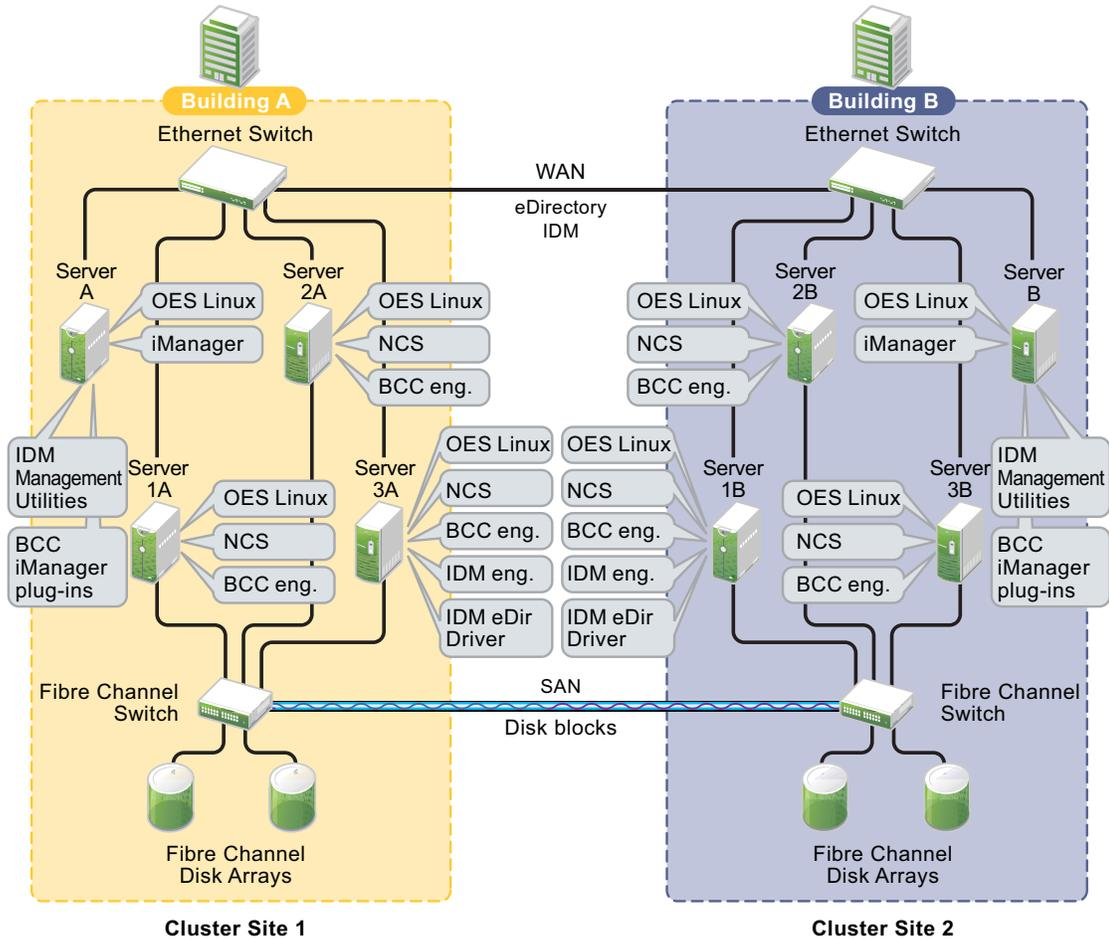 Building A
Building B
Ethernet Switch
Ethernet Switch
WAN
eDirectory
IDM
Server
A
Server
2A
Server
2B
Server
B
OES Linux
iManager
OES Linux
NCS
BCC eng.
OES Linux
NCS
BCC eng.
OES Linux
iManager
IDM
Management
Utilities
BCC
iManager
plug-ins
Server
1A
OES Linux
NCS
BCC eng.
Server
3A
OES Linux
NCS
BCC eng.
IDM eng.
IDM eDir
Driver
OES Linux
NCS
BCC eng.
IDM eng.
IDM eDir
Driver
Server
1B
OES Linux
NCS
BCC eng.
Server
3B
IDM
Management
Utilities
BCC
iManager
plug-ins
Fibre Channel
Switch
SAN
Disk blocks
Fibre Channel
Switch
Fibre Channel
Disk Arrays
Fibre Channel
Disk Arrays
Cluster Site 1
Cluster Site 2